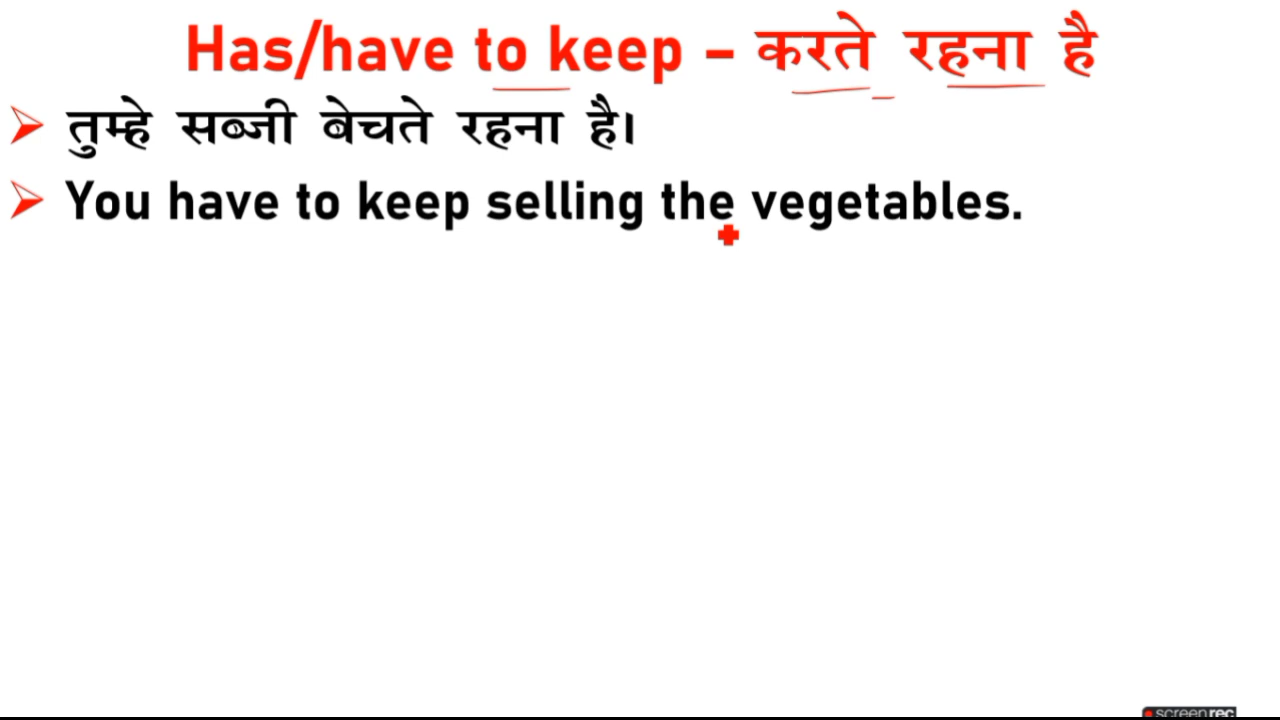 Has/have to keep – करते रहना है
तुम्हे सब्जी बेचते रहना है।
You have to keep selling the vegetables.
screenrec